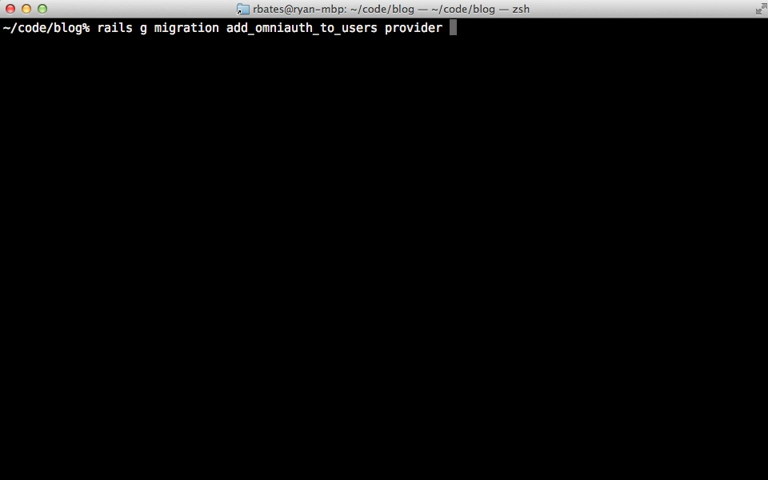 rbates@ryan-mbp: ~/code/blog — ~/code/blog — zsh
~/code/blog% rails g migration add_omniauth_to_users provider